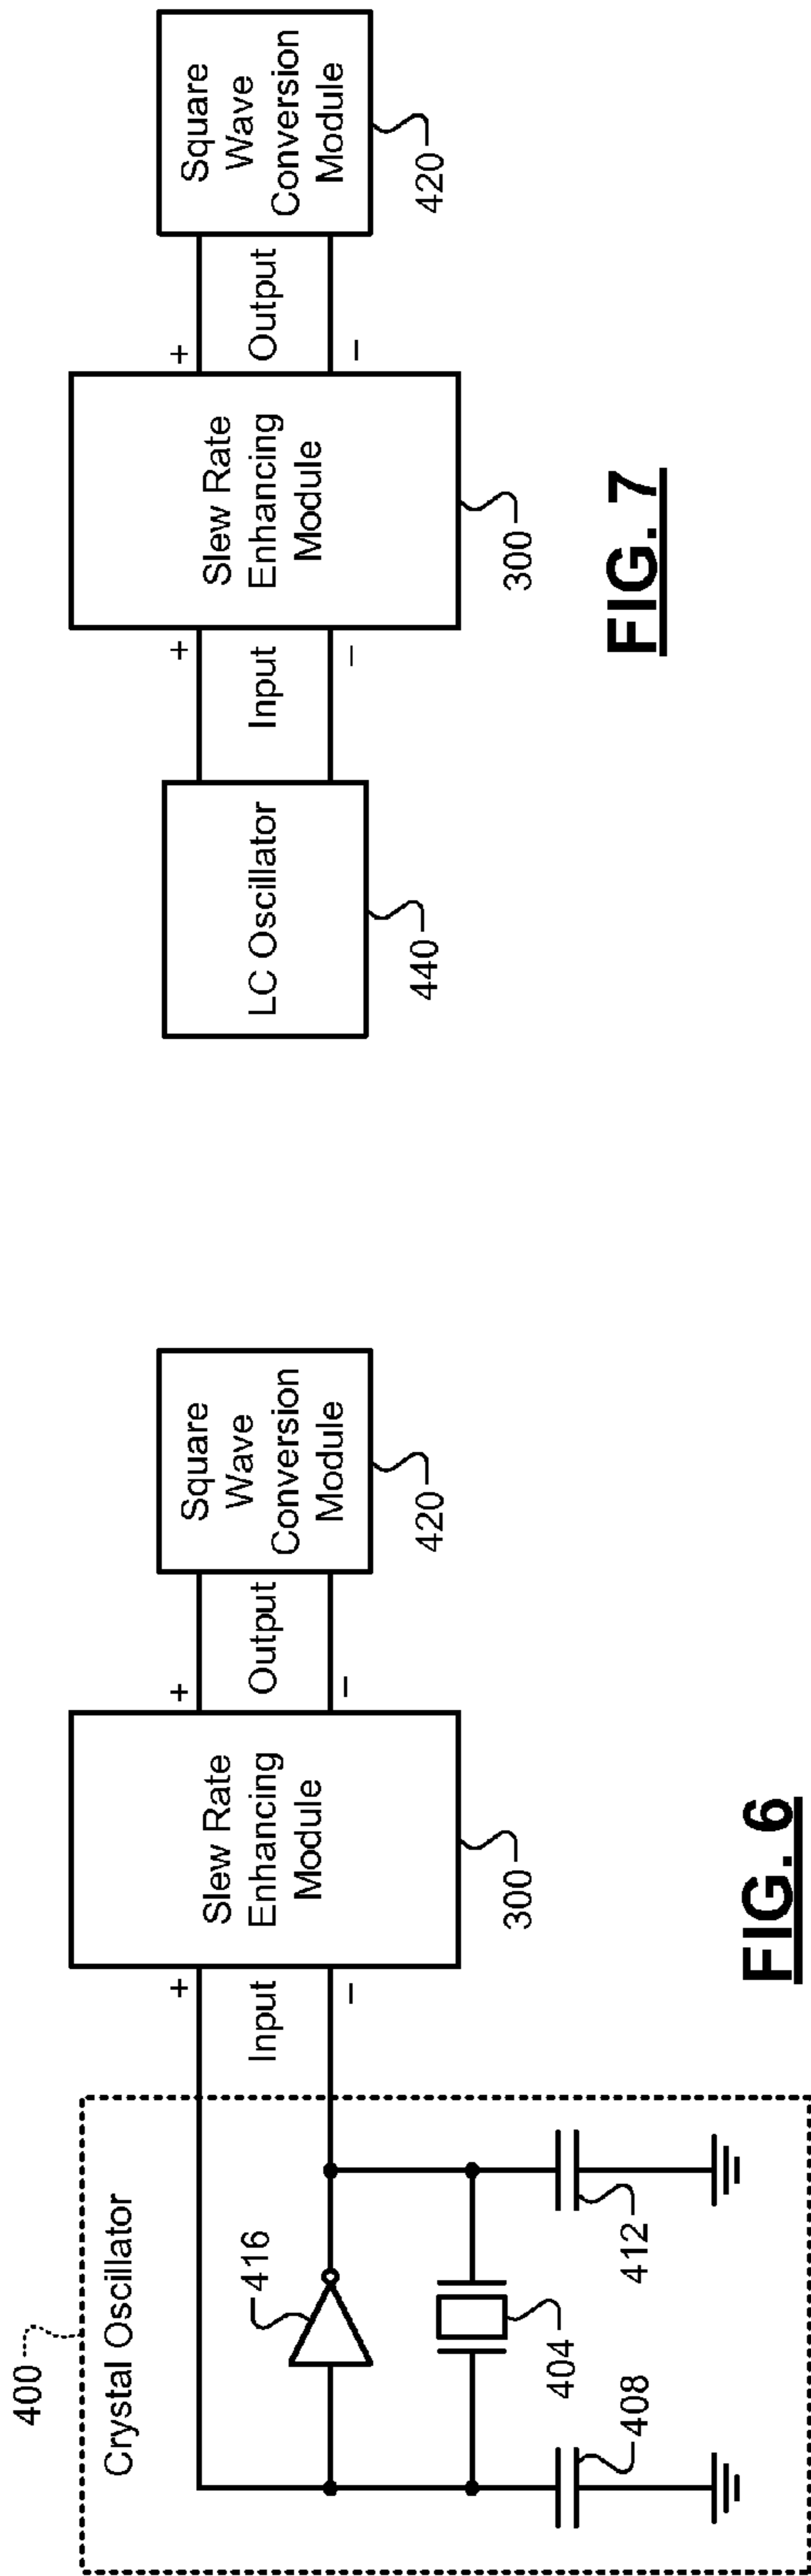 400
Crystal Oscillator
416
404
408
412
+
Input
–
Slew Rate
Enhancing
Module
300
+
Output
–
Square
Wave
Conversion
Module
420
FIG. 6
LC Oscillator
440
+
Input
–
Slew Rate
Enhancing
Module
300
+
Output
–
Square
Wave
Conversion
Module
420
FIG. 7